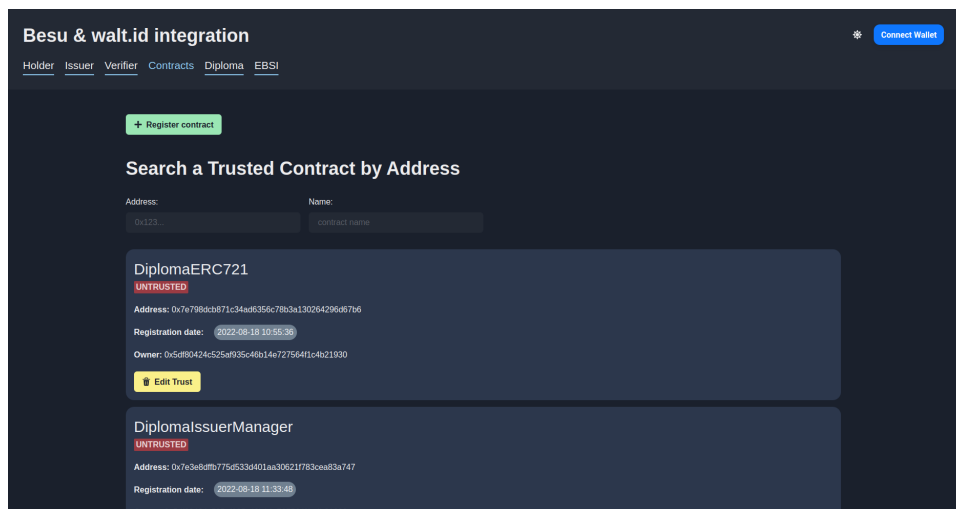 Besu & walt.id integration
Connect Wallet
Holder Issuer Verifier Contracts Diploma EBSI
+ Register contract
Search a Trusted Contract by Address
Address: Name:
0x123... contract name
DiplomaERC721
UNTRUSTED
Address: 0x7e798dcb871c34ad6356c78b3a130264296d67b6
Registration date: 2022-08-18 10:55:36
Owner: 0x5df80424c525af935c46b14e727564f1c4b21930
Edit Trust
DiplomaIssuerManager
UNTRUSTED
Address: 0x7e3e8dffb775d533d401aa30621f783cea83a747
Registration date: 2022-08-18 11:33:48